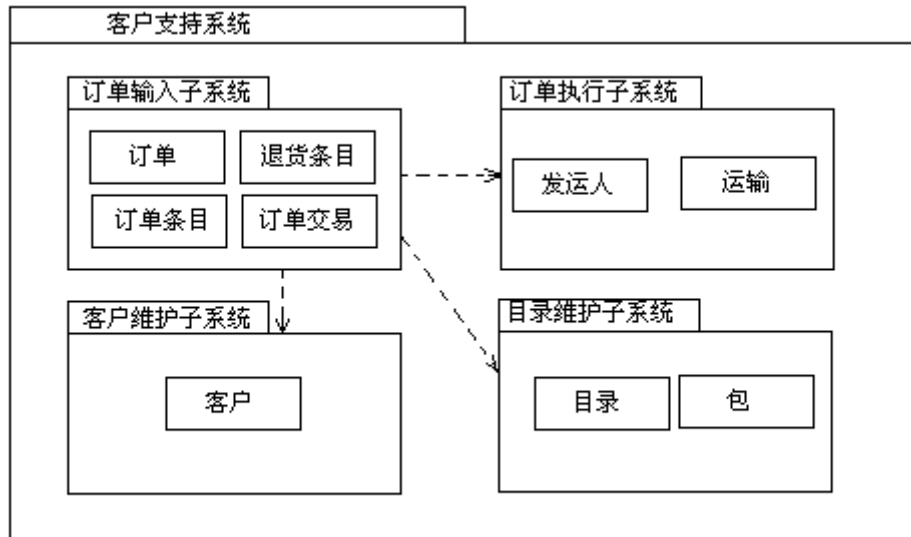 客户支持系统
订单输入子系统
订单
退货条目
订单条目
订单交易
订单执行子系统
发运人
运输
客户维护子系统
客户
目录维护子系统
目录
包